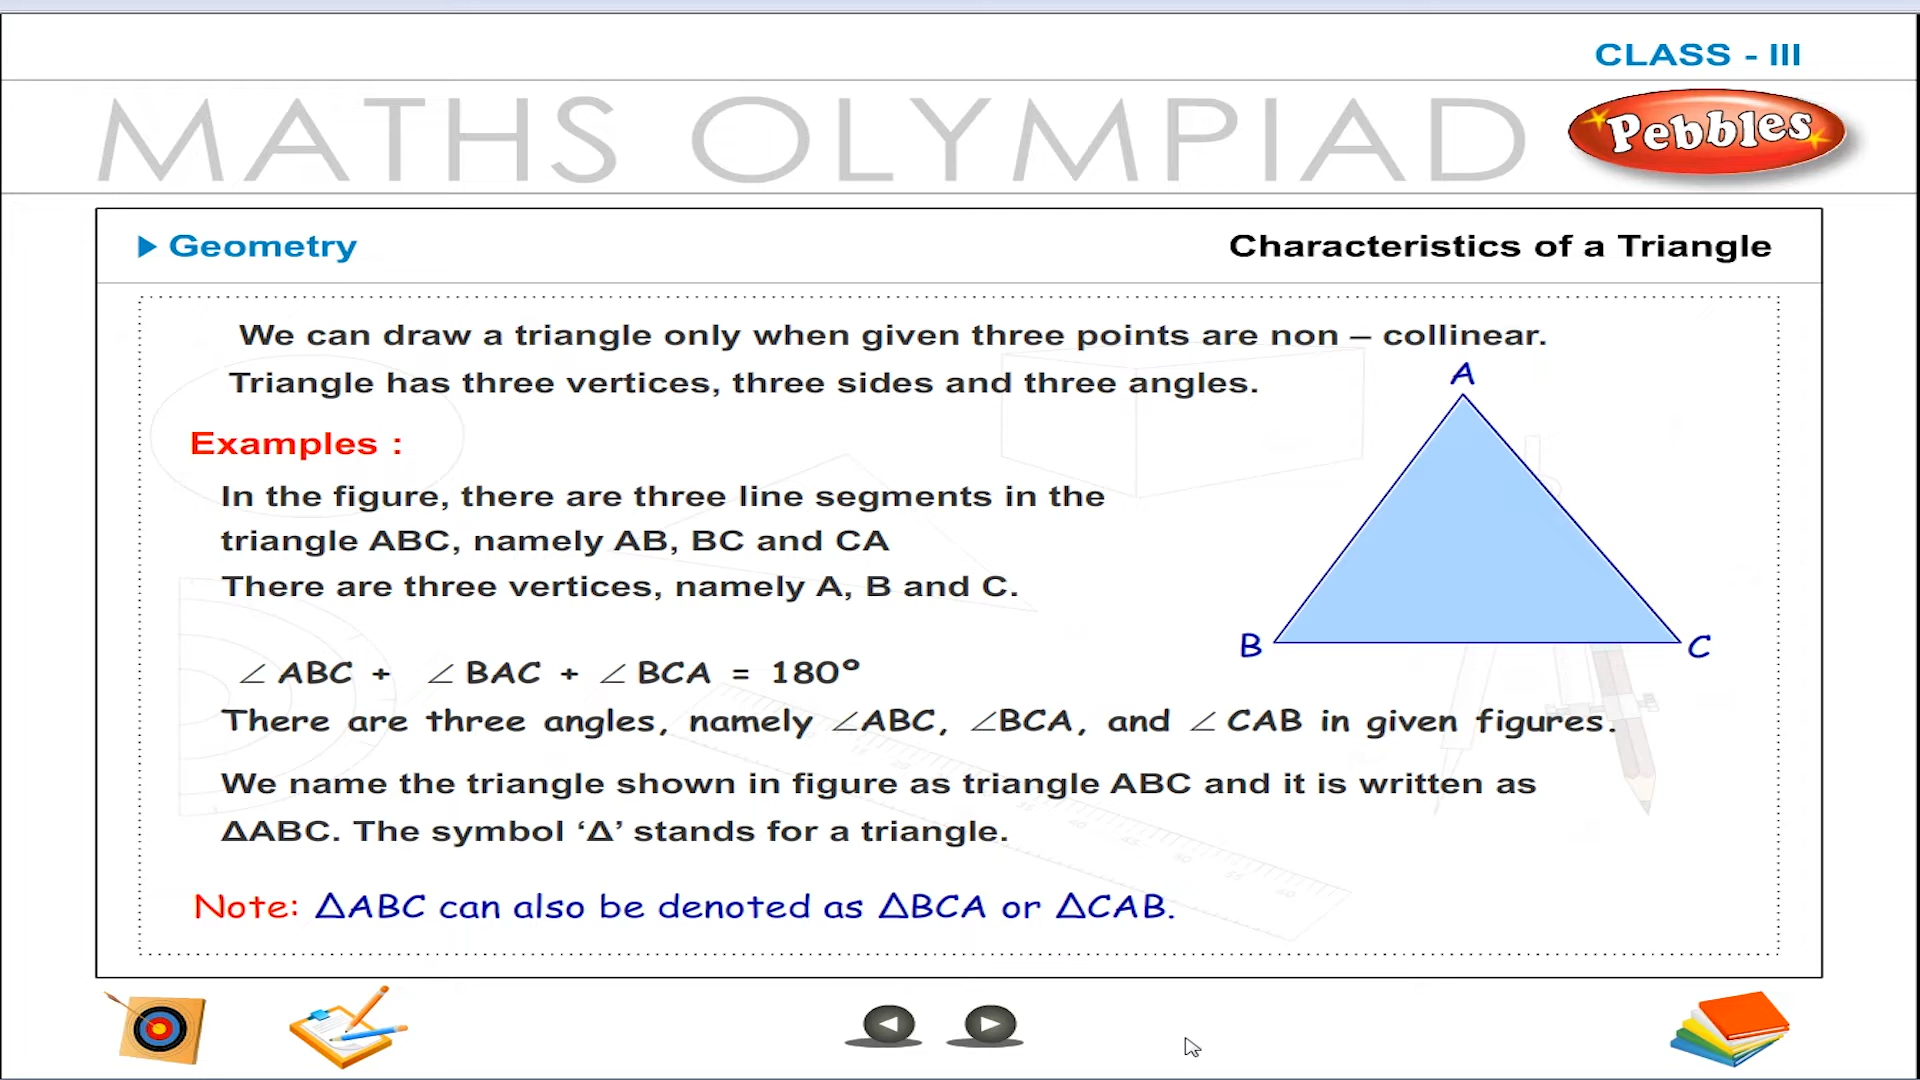 CLASS - III
MATHS OLYMPIAD
Pebbles
Geometry
Characteristics of a Triangle
We can draw a triangle only when given three points are non – collinear.
Triangle has three vertices, three sides and three angles.
A
Examples :
In the figure, there are three line segments in the
triangle ABC, namely AB, BC and CA
There are three vertices, namely A, B and C.
B
C
∠ ABC + ∠ BAC + ∠ BCA = 180°
There are three angles, namely ∠ABC, ∠BCA, and ∠ CAB in given figures.
We name the triangle shown in figure as triangle ABC and it is written as
ΔABC. The symbol ‘Δ’ stands for a triangle.
Note: ΔABC can also be denoted as ΔBCA or ΔCAB.